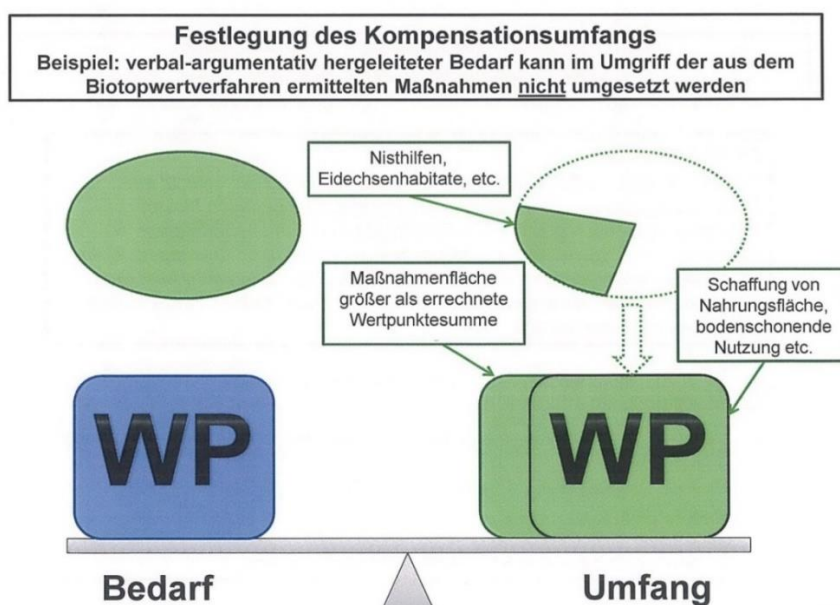 Festlegung des Kompensationsumfangs
Beispiel: verbal-argumentativ hergeleiteter Bedarf kann im Umgriff der aus dem
Biotopwertverfahren ermittelten Maßnahmen nicht umgesetzt werden
Nisthilfen,
Eidechsenhabitate, etc.
Maßnahmenfläche
größer als errechnete
Wertpunktesumme
Schaffung von
Nahrungsfläche,
bodenschonende
Nutzung etc.
WP
WP
Bedarf
Umfang